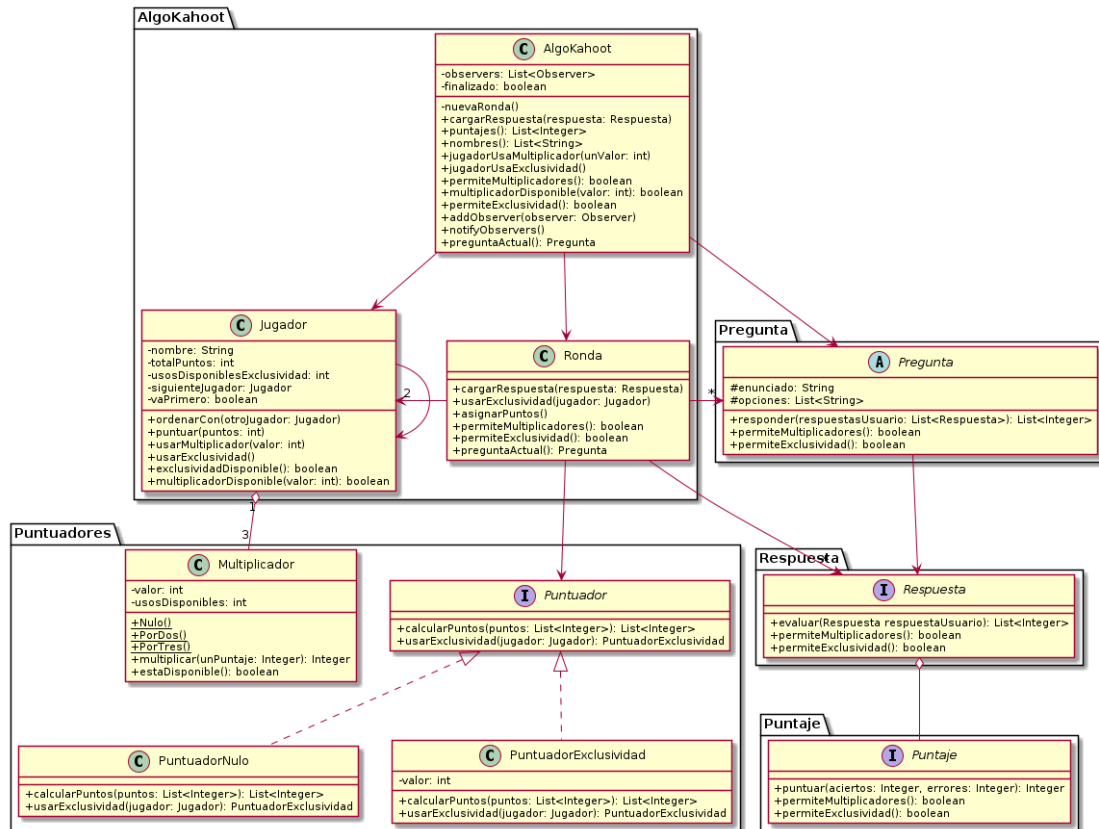 AlgoKahoot
C AlgoKahoot
-observers: List<Observer>
-finalizado: boolean
-nuevaRonda()
+cargarRespuesta(respuesta: Respuesta)
+puntajes(): List<Integer>
+nombres(): List<String>
+jugadorUsaMultiplicador(unValor: int)
+jugadorUsaExclusividad()
+permiteMultiplicadores(): boolean
+multiplicadorDisponible(valor: int): boolean
+permiteExclusividad(): boolean
+addObserver(observer: Observer)
+notifyObservers()
+preguntaActual(): Pregunta
C Jugador
-nombre: String
-totalPuntos: int
-usosDisponiblesExclusividad: int
-siguienteJugador: Jugador
-vaPrimero: boolean
+ordenarCon(otroJugador: Jugador)
+puntuar(puntos: int)
+usarMultiplicador(valor: int)
+usarExclusividad()
+exclusividadDisponible(): boolean
+multiplicadorDisponible(valor: int): boolean
2
C Ronda
+cargarRespuesta(respuesta: Respuesta)
+usarExclusividad(jugador: Jugador)
+asignarPuntos()
+permiteMultiplicadores(): boolean
+permiteExclusividad(): boolean
+preguntaActual(): Pregunta
*
Pregunta
A Pregunta
#enunciado: String
#opciones: List<String>
+responder(respuestasUsuario: List<Respuesta>): List<Integer>
+permiteMultiplicadores(): boolean
+permiteExclusividad(): boolean
1
3
Puntuadores
C Multiplicador
-valor: int
-usosDisponibles: int
+Nulo()
+PorDos()
+PorTres()
+multiplicar(unPuntaje: Integer): Integer
+estaDisponible(): boolean
I Puntuador
+calcularPuntos(puntos: List<Integer>): List<Integer>
+usarExclusividad(jugador: Jugador): PuntuadorExclusividad
Respuesta
I Respuesta
+evaluar(Respuesta respuestaUsuario): List<Integer>
+permiteMultiplicadores(): boolean
+permiteExclusividad(): boolean
C PuntuadorNulo
+calcularPuntos(puntos: List<Integer>): List<Integer>
+usarExclusividad(jugador: Jugador): PuntuadorExclusividad
C PuntuadorExclusividad
-valor: int
+calcularPuntos(puntos: List<Integer>): List<Integer>
+usarExclusividad(jugador: Jugador): PuntuadorExclusividad
Puntaje
I Puntaje
+puntuar(aciertos: Integer, errores: Integer): Integer
+permiteMultiplicadores(): boolean
+permiteExclusividad(): boolean